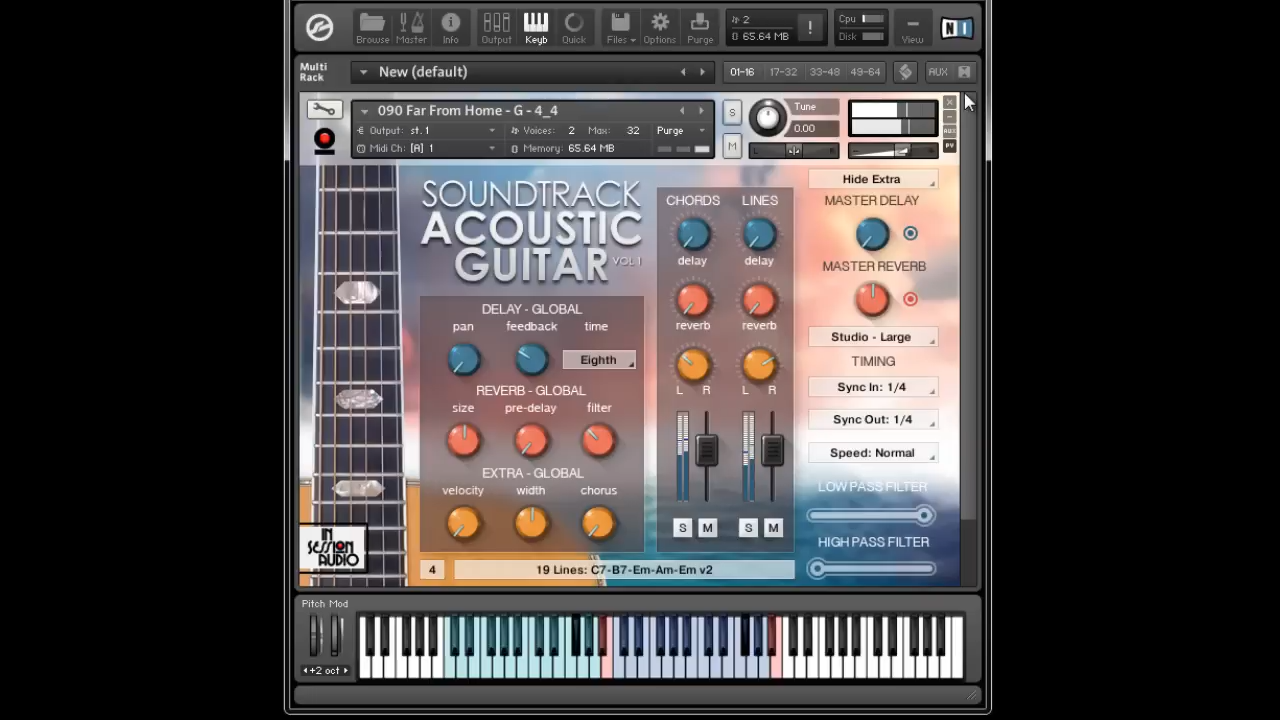 Browse Master Info Output Keyb Quick Files Options Purge
2
65.64 MB
!
Cpu
Disk
View
NI
Multi
Rack
New (default)
01-16 17-32 33-48 49-64
AUX
090 Far From Home - G - 4_4
S
Tune
0.00
Output: st.1
Voices: 2 Max: 32 Purge
Midi Ch: [A] 1
Memory: 65.64 MB
M
L R
AUX
PV
SOUNDTRACK
ACOUSTIC
GUITAR VOL 1
CHORDS LINES
delay delay
reverb reverb
L R L R
S M S M
Hide Extra
MASTER DELAY
MASTER REVERB
Studio - Large
TIMING
Sync In: 1/4
Sync Out: 1/4
Speed: Normal
LOW PASS FILTER
HIGH PASS FILTER
DELAY - GLOBAL
pan feedback time
Eighth
REVERB - GLOBAL
size pre-delay filter
EXTRA - GLOBAL
velocity width chorus
IN
SESSION
AUDIO
4 19 Lines: C7-B7-Em-Am-Em v2
Pitch Mod
+2 oct